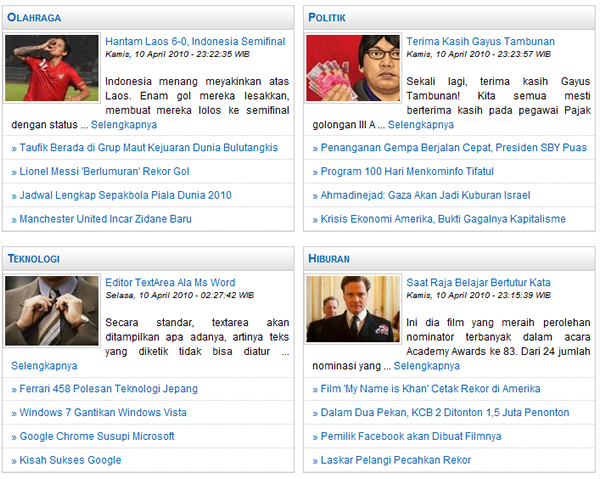 OLAHRAGA
Hantam Laos 6-0, Indonesia Semifinal
Kamis, 10 April 2010 - 23:22:35 WIB
Indonesia menang meyakinkan atas
Laos. Enam gol mereka lesakkan,
membuat mereka lolos ke semifinal
dengan status ... Selengkapnya
» Taufik Berada di Grup Maut Kejuaran Dunia Bulutangkis
» Lionel Messi 'Berlumuran' Rekor Gol
» Jadwal Lengkap Sepakbola Piala Dunia 2010
» Manchester United Incar Zidane Baru
POLITIK
Terima Kasih Gayus Tambunan
Kamis, 10 April 2010 - 23:23:57 WIB
Sekali lagi, terima kasih Gayus
Tambunan! Kita semua mesti
berterima kasih pada pegawai Pajak
golongan III A ... Selengkapnya
» Penanganan Gempa Berjalan Cepat, Presiden SBY Puas
» Program 100 Hari Menkominfo Tifatul
» Ahmadinejad: Gaza Akan Jadi Kuburan Israel
» Krisis Ekonomi Amerika, Bukti Gagalnya Kapitalisme
TEKNOLOGI
Editor TextArea Ala Ms Word
Selasa, 10 April 2010 - 02:27:42 WIB
Secara standar, textarea akan
ditampilkan apa adanya, artinya teks
yang diketik tidak bisa diatur ...
Selengkapnya
» Ferrari 458 Polesan Teknologi Jepang
» Windows 7 Gantikan Windows Vista
» Google Chrome Susupi Microsoft
» Kisah Sukses Google
HIBURAN
Saat Raja Belajar Bertutur Kata
Kamis, 10 April 2010 - 23:15:39 WIB
Ini dia film yang meraih perolehan
nominator terbanyak dalam acara
Academy Awards ke 83. Dari 24 jumlah
nominasi yang ... Selengkapnya
» Film 'My Name is Khan' Cetak Rekor di Amerika
» Dalam Dua Pekan, KCB 2 Ditonton 1,5 Juta Penonton
» Pemilik Facebook akan Dibuat Filmnya
» Laskar Pelangi Pecahkan Rekor